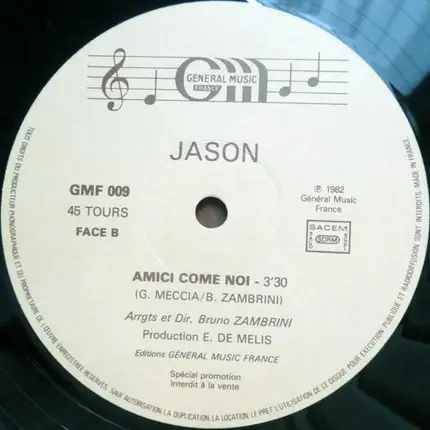 GM
GENERAL MUSIC
FRANCE
JASON
GMF 009
45 TOURS
FACE B
℗ 1982
Général Music
France
SACEM
SACD SDRM SGDL
AMICI COME NOI - 3'30
(G. MECCIA/B. ZAMBRINI)
Arrgts et Dir. Bruno ZAMBRINI
Production E. DE MELIS
Editions GÉNÉRAL MUSIC FRANCE
Spécial promotion
Interdit à la vente
TOUS DROITS DU PRODUCTEUR PHONOGRAPHIQUE ET DU PROPRIETAIRE DE L'ŒUVRE ENREGISTREE RESERVES. SAUF AUTORISATION LA DUPLICATION, LA LOCATION, LE PRET, L'UTILISATION DE CE DISQUE POUR EXECUTION PUBLIQUE ET RADIODIFFUSION SONT INTERDITS. MADE IN FRANCE.